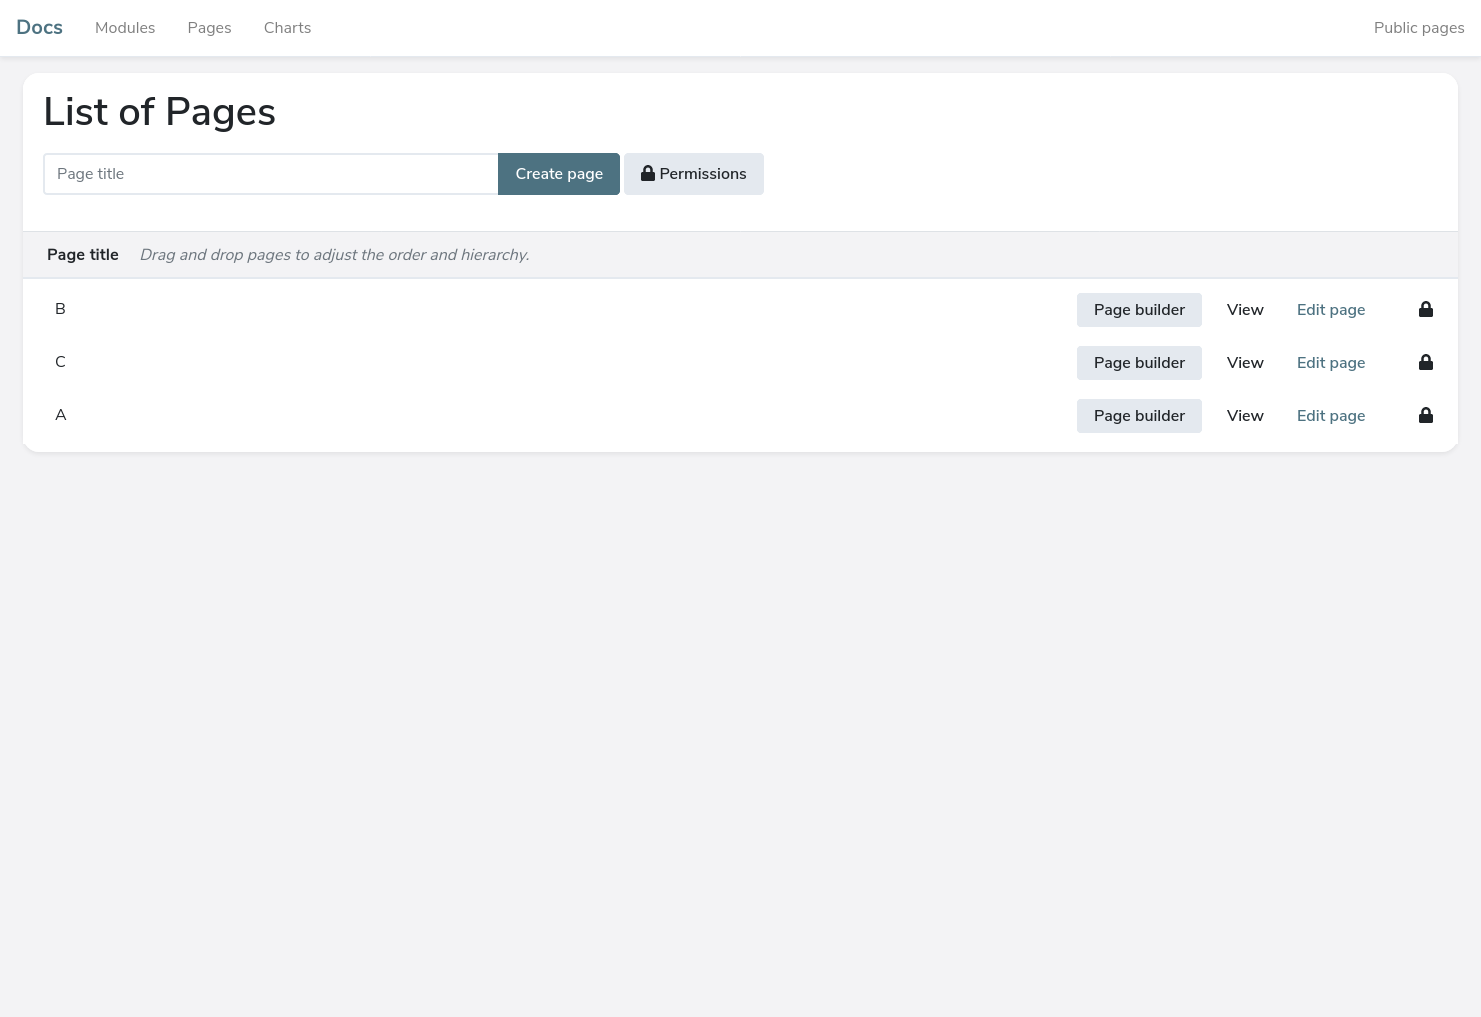 Docs Modules Pages Charts Public pages
List of Pages
Page title Create page Permissions
Page title Drag and drop pages to adjust the order and hierarchy.
B Page builder View Edit page
C Page builder View Edit page
A Page builder View Edit page